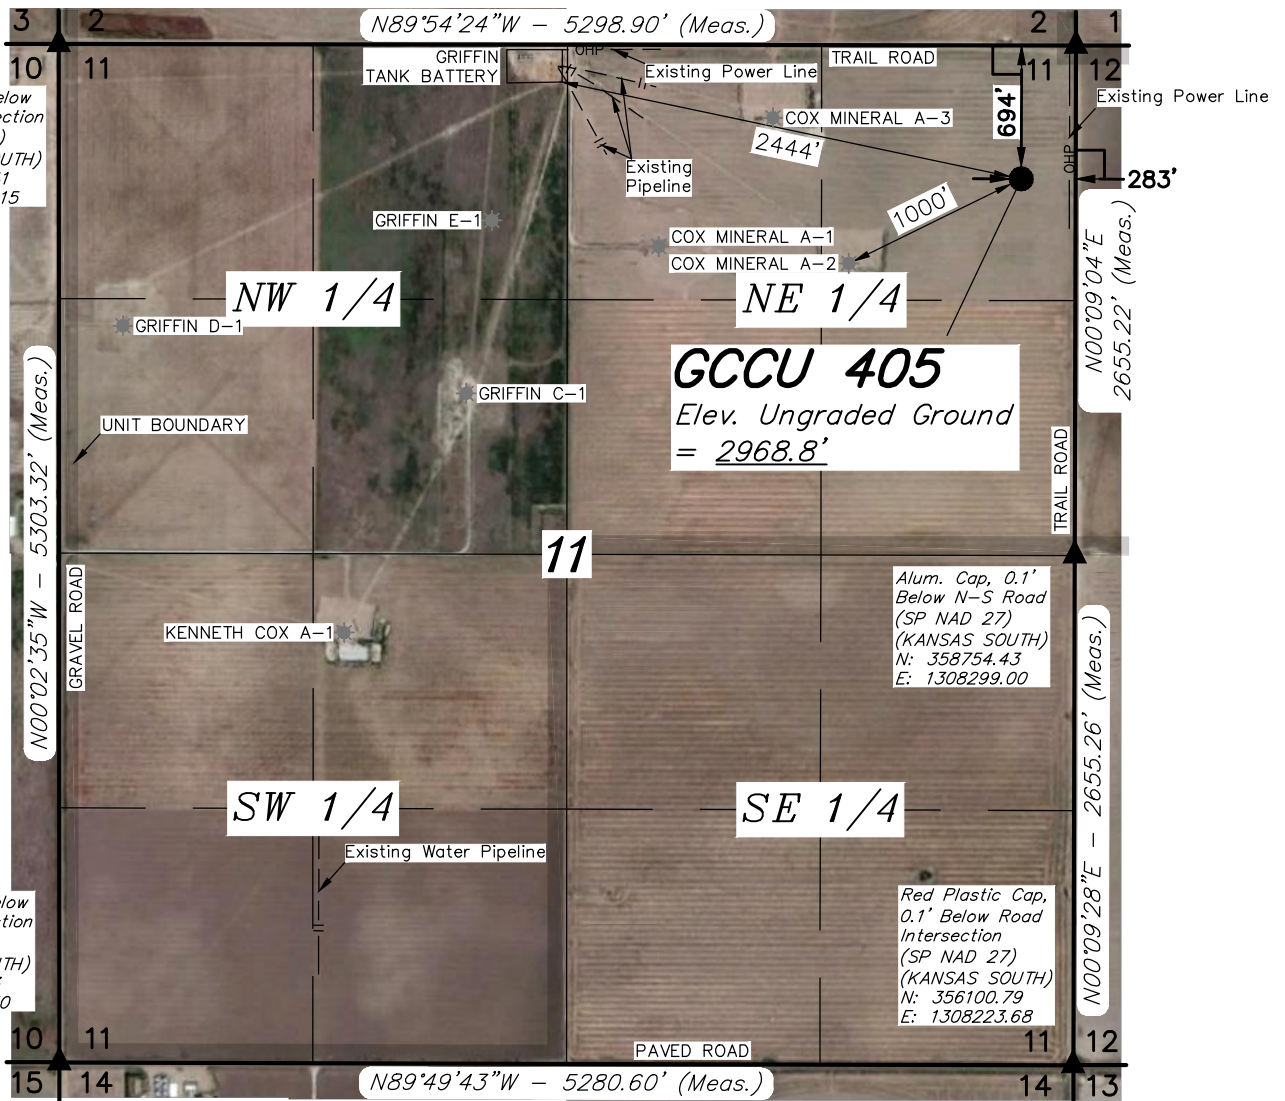 3 2
N89°54'24"W – 5298.90' (Meas.)
2 1
10 11
GRIFFIN
TANK BATTERY
OHP
Existing Power Line
TRAIL ROAD
11 12
Existing Power Line
694'
OHP
283'
COX MINERAL A–3
2444'
Existing
Pipeline
1000'
GRIFFIN E–1
COX MINERAL A–1
COX MINERAL A–2
N00°09'04"E
2655.22' (Meas.)
NW 1/4
NE 1/4
GRIFFIN D–1
GCCU 405
Elev. Ungraded Ground
= 2968.8'
GRIFFIN C–1
UNIT BOUNDARY
N00°02'35"W – 5303.32' (Meas.)
TRAIL ROAD
11
GRAVEL ROAD
KENNETH COX A–1
Alum. Cap, 0.1'
Below N–S Road
(SP NAD 27)
(KANSAS SOUTH)
N: 358754.43
E: 1308299.00
N00°09'28"E – 2655.26' (Meas.)
SW 1/4
SE 1/4
Existing Water Pipeline
Red Plastic Cap,
0.1' Below Road
Intersection
(SP NAD 27)
(KANSAS SOUTH)
N: 356100.79
E: 1308223.68
10 11
PAVED ROAD
11 12
15 14
N89°49'43"W – 5280.60' (Meas.)
14 13